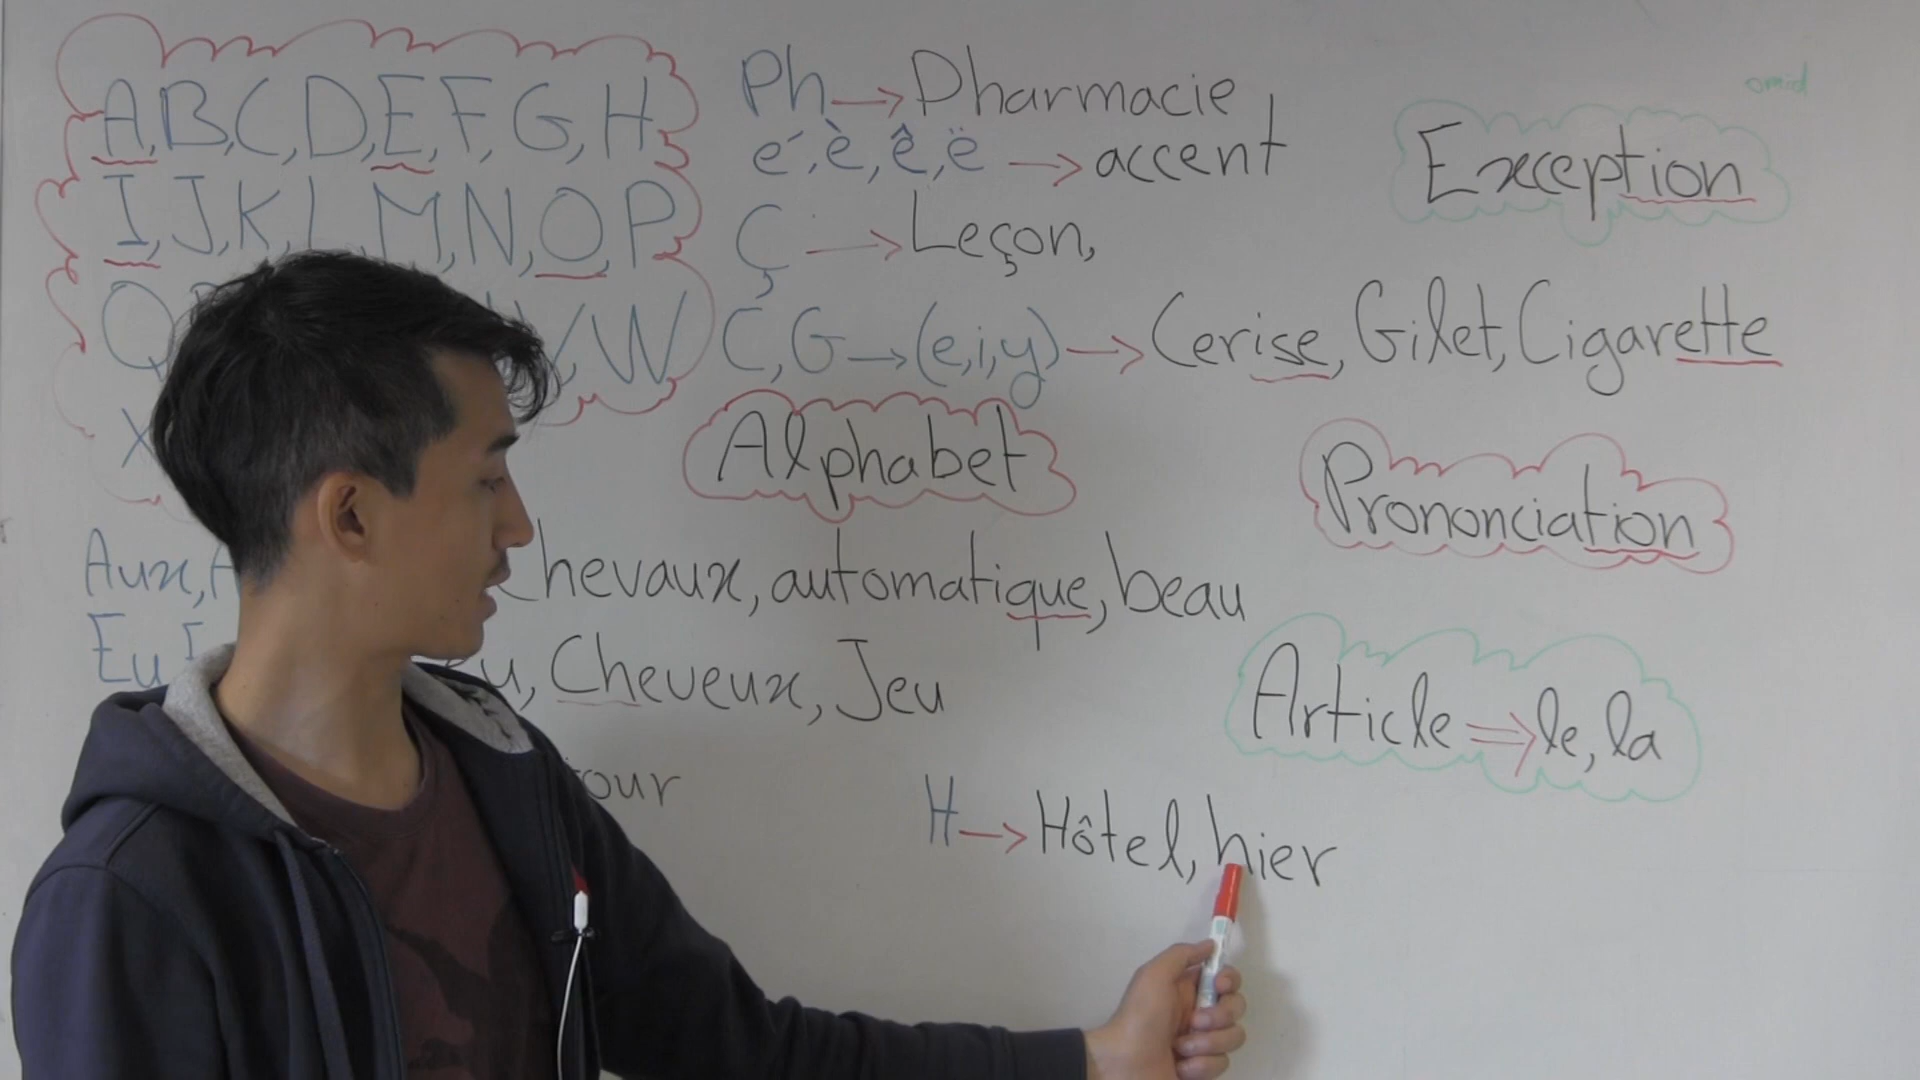 A, B, C, D, E, F, G, H
I, J, K, L, M, N, O, P
Q W
X
Ph → Pharmacie
é, è, ê, ë → accent
Ç → Leçon,
C, G → (e, i, y) → Cerise, Gilet, Cigarette
omid
Exception
Alphabet
Prononciation
Aux, Chevaux, automatique, beau
Eu, Cheveux, Jeu
Article ⇒ le, la
H → Hôtel, hier